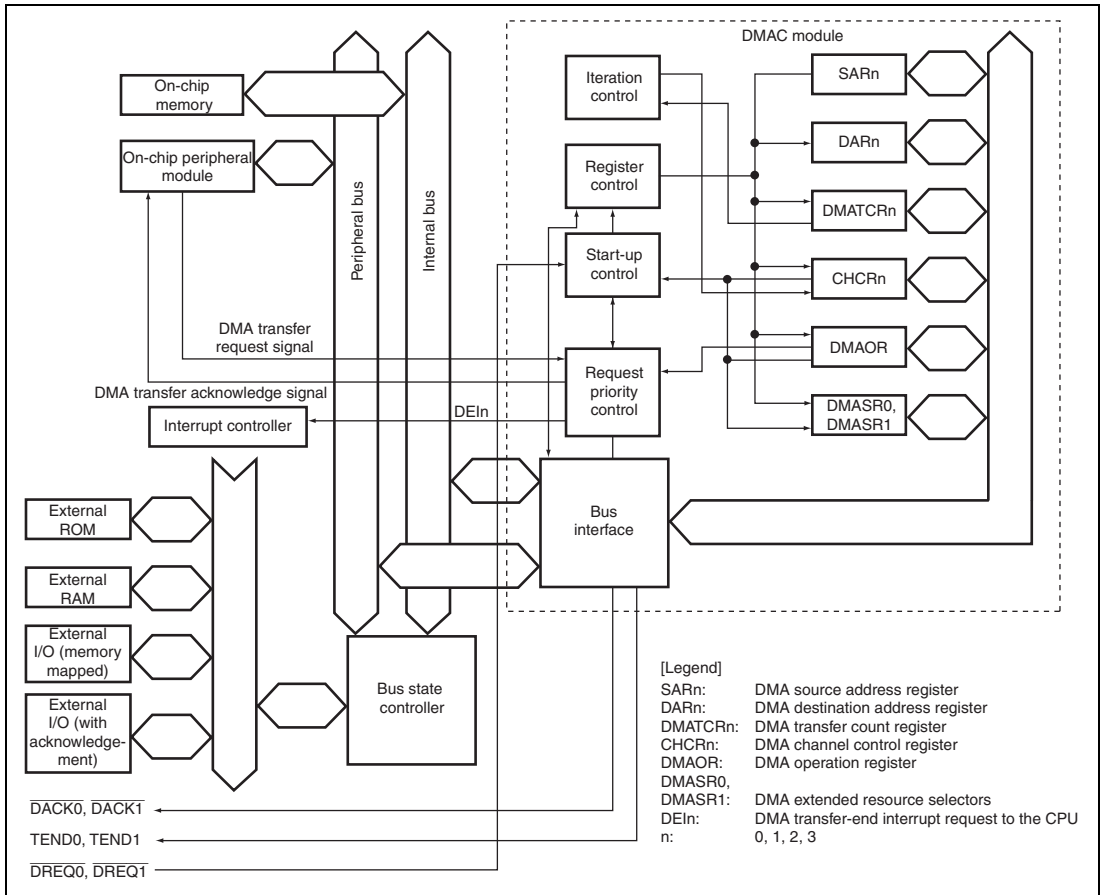 DMAC module
On-chip
memory
On-chip peripheral
module
Peripheral bus
Internal bus
Iteration
control
Register
control
Start-up
control
Request
priority
control
SARn
DARn
DMATCRn
CHCRn
DMAOR
DMASR0,
DMASR1
DMA transfer
request signal
DMA transfer acknowledge signal
Interrupt controller
DEIn
Bus
interface
External
ROM
External
RAM
External
I/O (memory
mapped)
External
I/O (with
acknowledge-
ment)
Bus state
controller
DACK0, DACK1
TEND0, TEND1
DREQ0, DREQ1
[Legend]
SARn: DMA source address register
DARn: DMA destination address register
DMATCRn: DMA transfer count register
CHCRn: DMA channel control register
DMAOR: DMA operation register
DMASR0,
DMASR1: DMA extended resource selectors
DEIn: DMA transfer-end interrupt request to the CPU
n: 0, 1, 2, 3